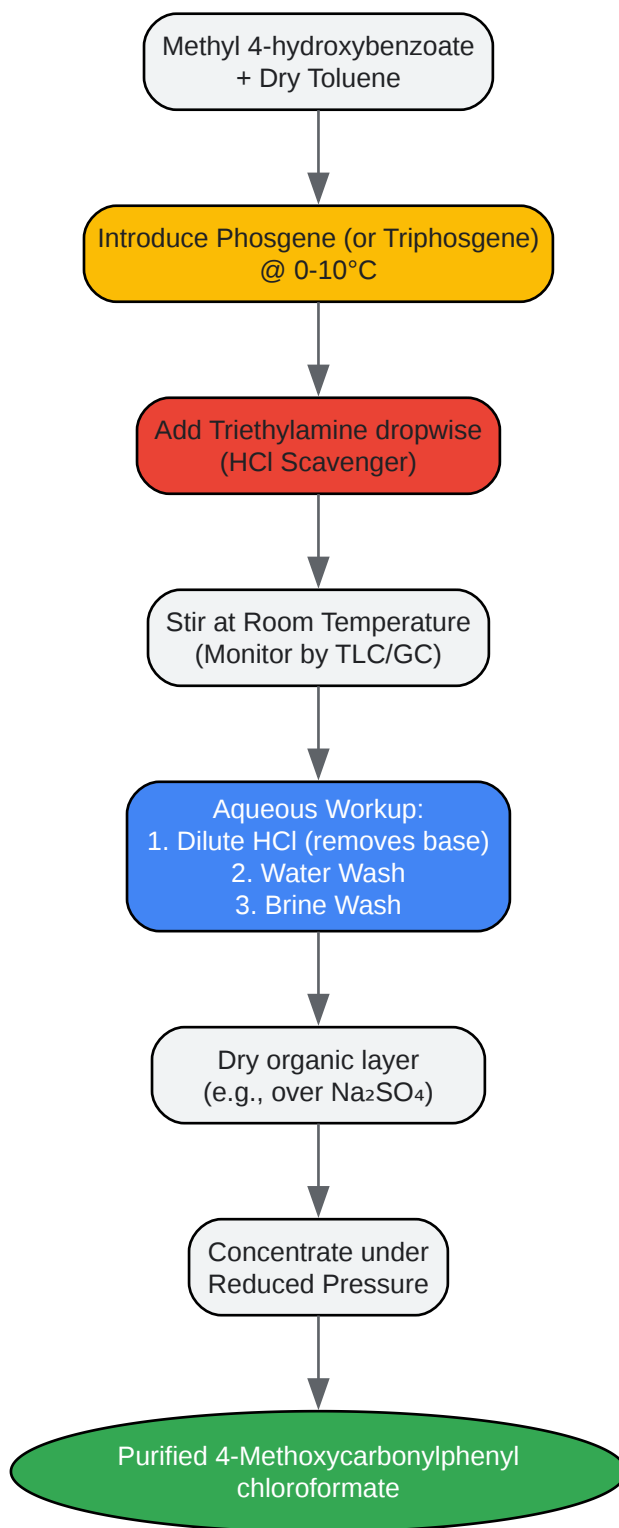 Methyl 4-hydroxybenzoate
+ Dry Toluene
Introduce Phosgene (or Triphosgene)
@ 0-10°C
Add Triethylamine dropwise
(HCl Scavenger)
Stir at Room Temperature
(Monitor by TLC/GC)
Aqueous Workup:
1. Dilute HCl (removes base)
2. Water Wash
3. Brine Wash
Dry organic layer
(e.g., over Na₂SO₄)
Concentrate under
Reduced Pressure
Purified 4-Methoxycarbonylphenyl
chloroformate